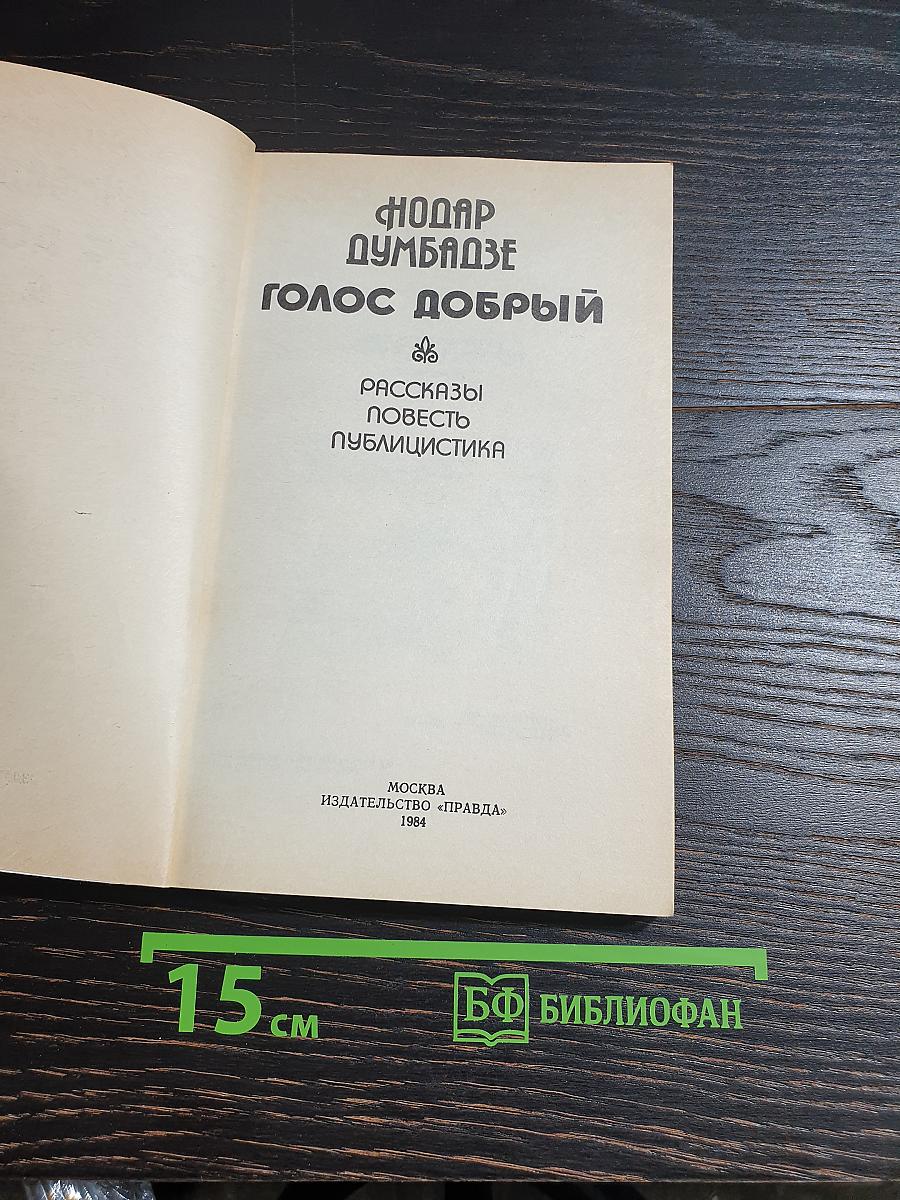 НОДАР
ДУМБАДЗЕ
ГОЛОС ДОБРЫЙ
РАССКАЗЫ
ПОВЕСТЬ
ПУБЛИЦИСТИКА
МОСКВА
ИЗДАТЕЛЬСТВО «ПРАВДА»
1984
15 см
БФ БИБЛИОФАН